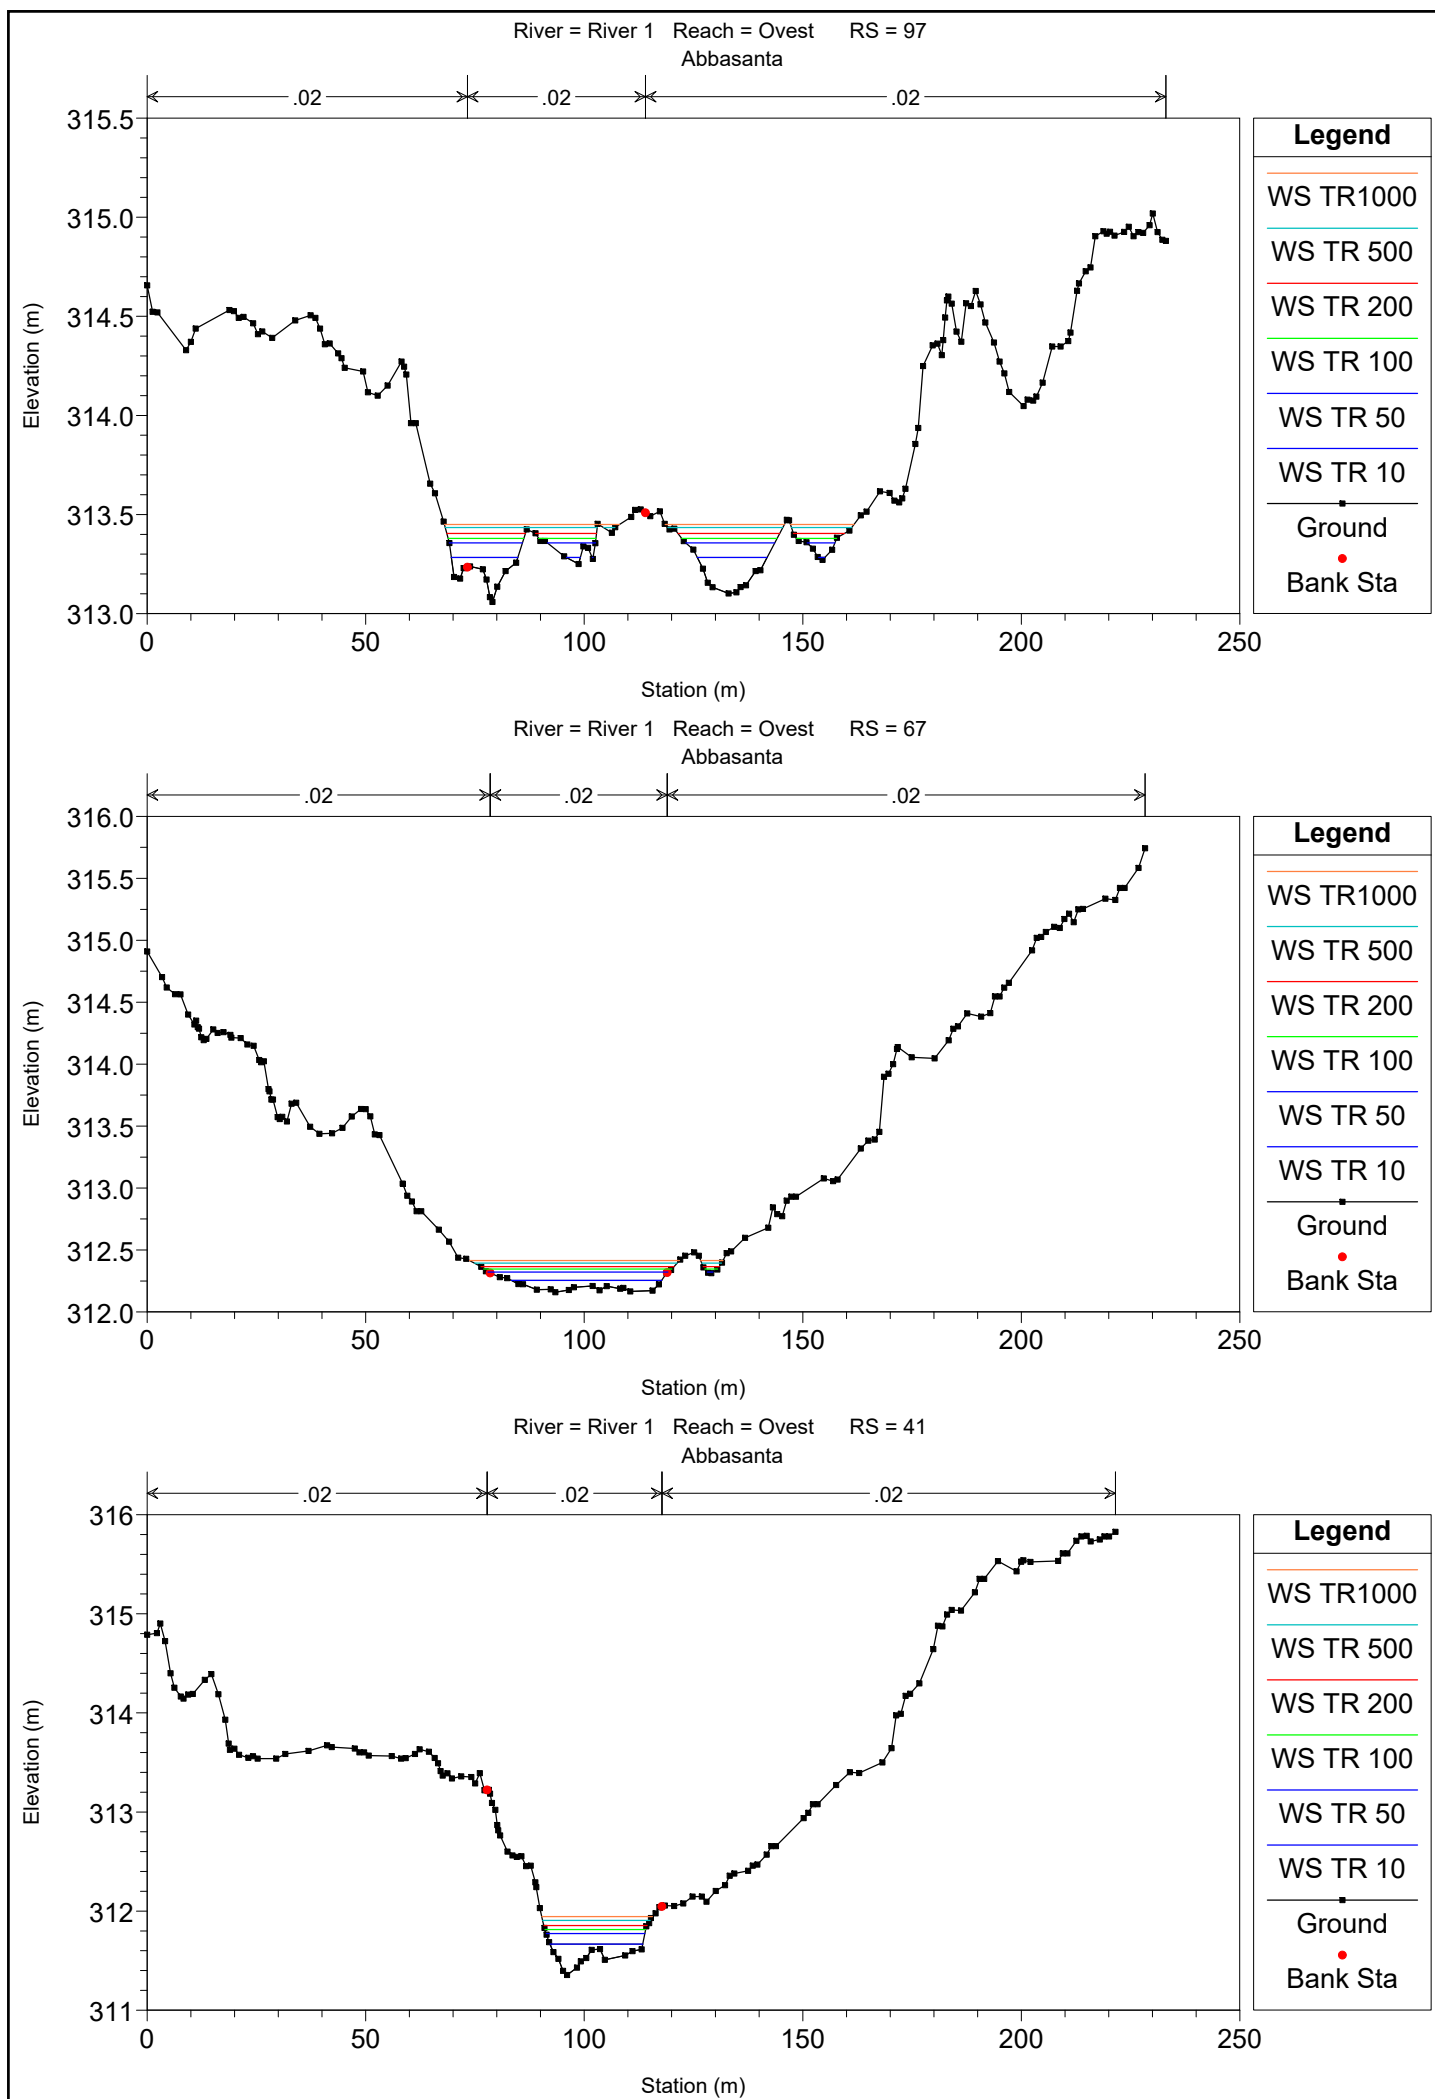 River = River 1 Reach = Ovest RS = 97
Abbasanta
.02 .02 .02
315.5
315.0
314.5
314.0
313.5
313.0
Elevation (m)
0 50 100 150 200 250
Station (m)
Legend
WS TR1000
WS TR 500
WS TR 200
WS TR 100
WS TR 50
WS TR 10
Ground
Bank Sta
River = River 1 Reach = Ovest RS = 67
Abbasanta
.02 .02 .02
316.0
315.5
315.0
314.5
314.0
313.5
313.0
312.5
312.0
Elevation (m)
0 50 100 150 200 250
Station (m)
Legend
WS TR1000
WS TR 500
WS TR 200
WS TR 100
WS TR 50
WS TR 10
Ground
Bank Sta
River = River 1 Reach = Ovest RS = 41
Abbasanta
.02 .02 .02
316
315
314
313
312
311
Elevation (m)
0 50 100 150 200 250
Station (m)
Legend
WS TR1000
WS TR 500
WS TR 200
WS TR 100
WS TR 50
WS TR 10
Ground
Bank Sta